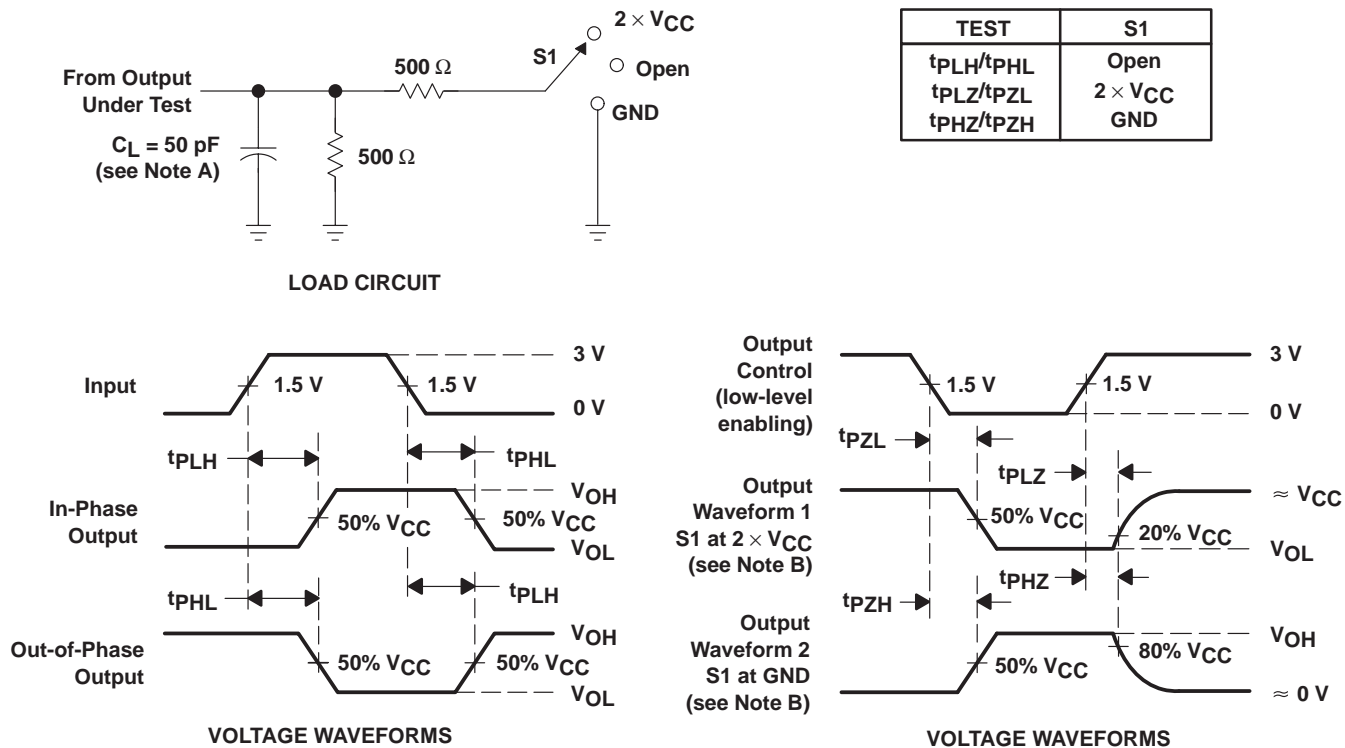 2 × VCC
S1
Open
500 Ω
From Output
Under Test
GND
CL = 50 pF
(see Note A)
500 Ω
LOAD CIRCUIT
TEST S1
tPLH/tPHL Open
tPLZ/tPZL 2 × VCC
tPHZ/tPZH GND
Input
1.5 V
1.5 V
3 V
0 V
tPLH
tPHL
In-Phase
Output
50% VCC
50% VCC
VOH
VOL
tPHL
tPLH
Out-of-Phase
Output
50% VCC
50% VCC
VOH
VOL
VOLTAGE WAVEFORMS
Output
Control
(low-level
enabling)
1.5 V
1.5 V
3 V
0 V
tPZL
tPLZ
Output
Waveform 1
S1 at 2 × VCC
(see Note B)
50% VCC
20% VCC
≈ VCC
VOL
tPZH
tPHZ
Output
Waveform 2
S1 at GND
(see Note B)
50% VCC
80% VCC
VOH
≈ 0 V
VOLTAGE WAVEFORMS